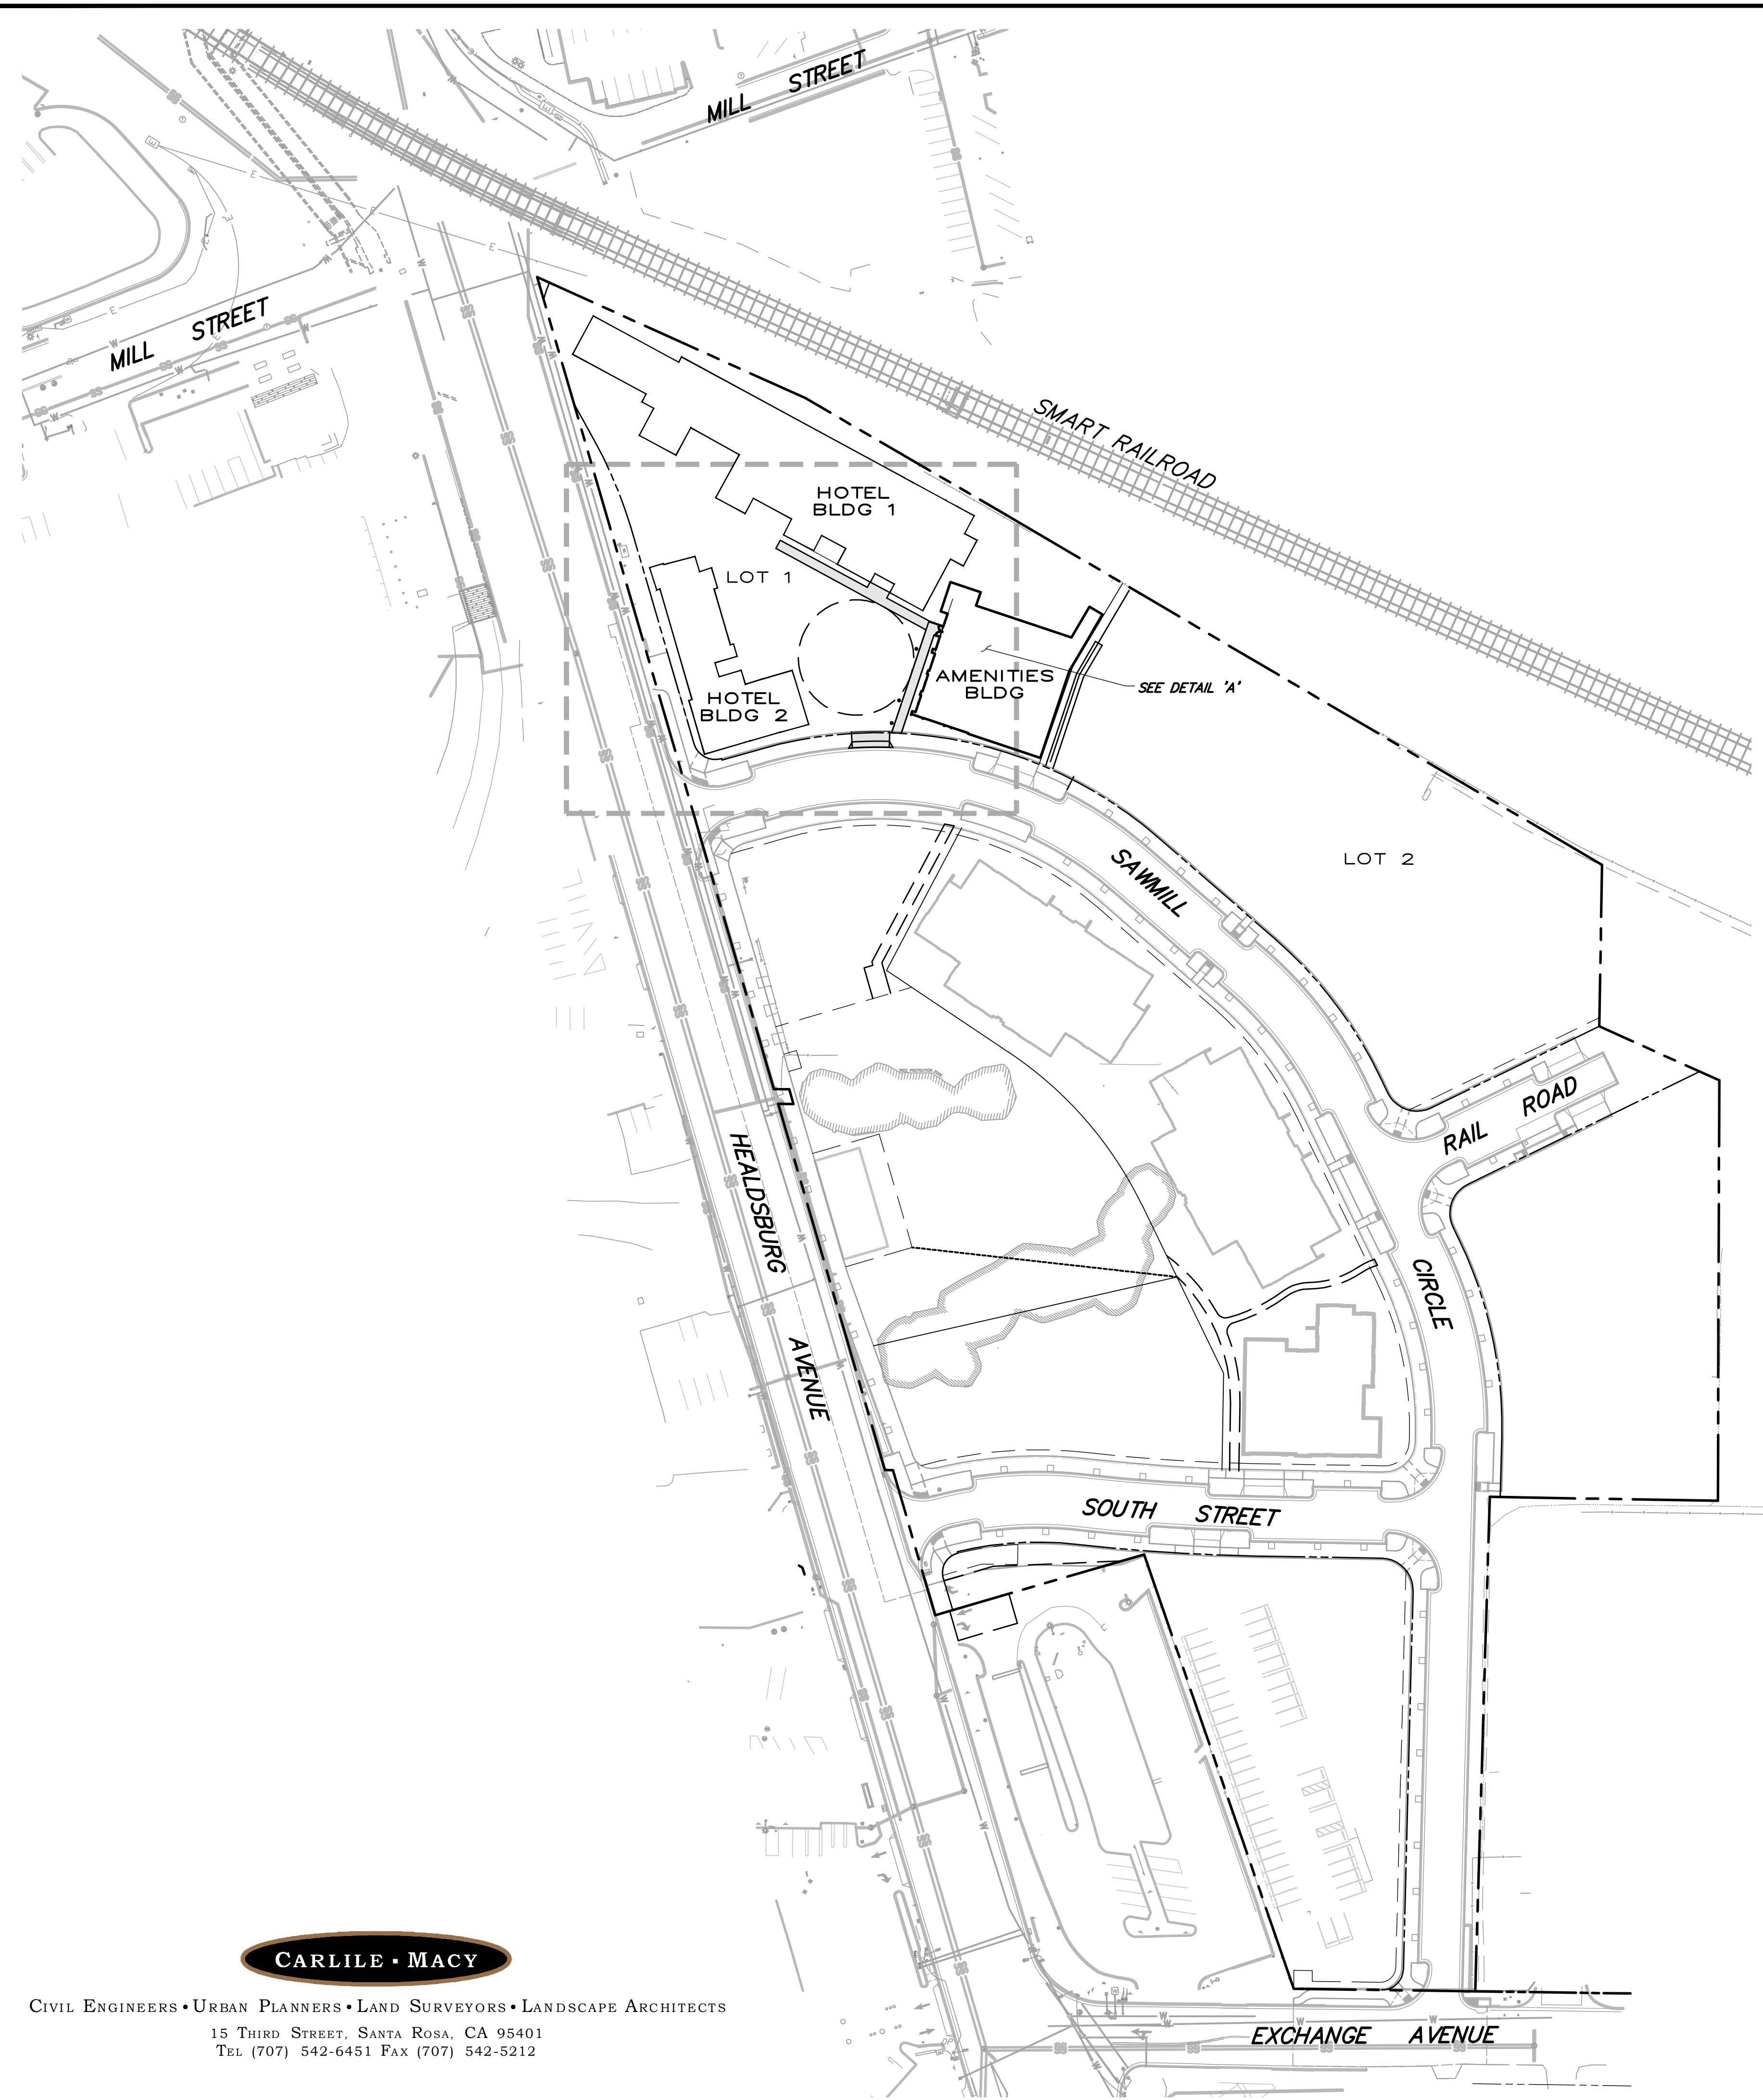 MILL STREET
MILL STREET
SMART RAILROAD
HOTEL
BLDG 1
LOT 1
AMENITIES
BLDG
SEE DETAIL 'A'
HOTEL
BLDG 2
LOT 2
SAWMILL
RAIL ROAD
HEALDSBURG
CIRCLE
AVENUE
SOUTH STREET
EXCHANGE AVENUE
CARLILE ▪ MACY
CIVIL ENGINEERS • URBAN PLANNERS • LAND SURVEYORS • LANDSCAPE ARCHITECTS
15 THIRD STREET, SANTA ROSA, CA 95401
TEL (707) 542-6451 FAX (707) 542-5212